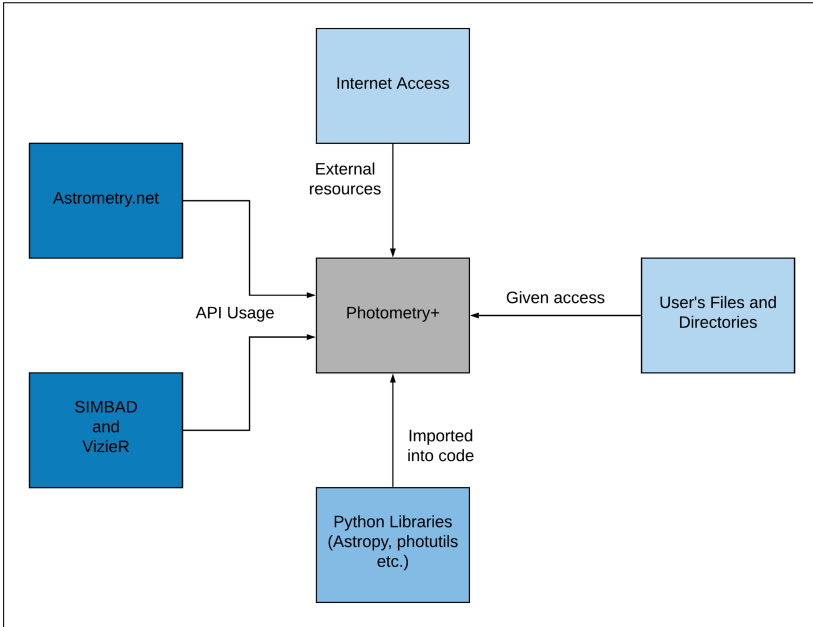 Internet Access
External
resources
Astrometry.net
API Usage
Photometry+
Given access
User's Files and
Directories
SIMBAD
and
VizieR
Imported
into code
Python Libraries
(Astropy, photutils
etc.)